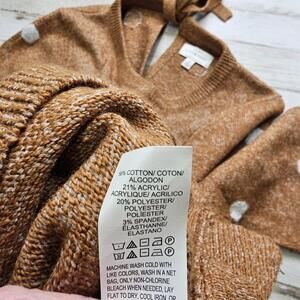 % COTTON/ COTON/
ALGODON
21% ACRYLIC/
ACRYLIQUE/ ACRILICO
20% POLYESTER/
POLYESTER/
POLIÉSTER
3% SPANDEX/
ELASTHANNE/
ELASTANO
MACHINE WASH COLD WITH
LIKE COLORS, WASH IN A NET
BAG, ONLY NON-CHLORINE
BLEACH WHEN NEEDED, LAY
FLAT TO DRY, COOL IRON, OR